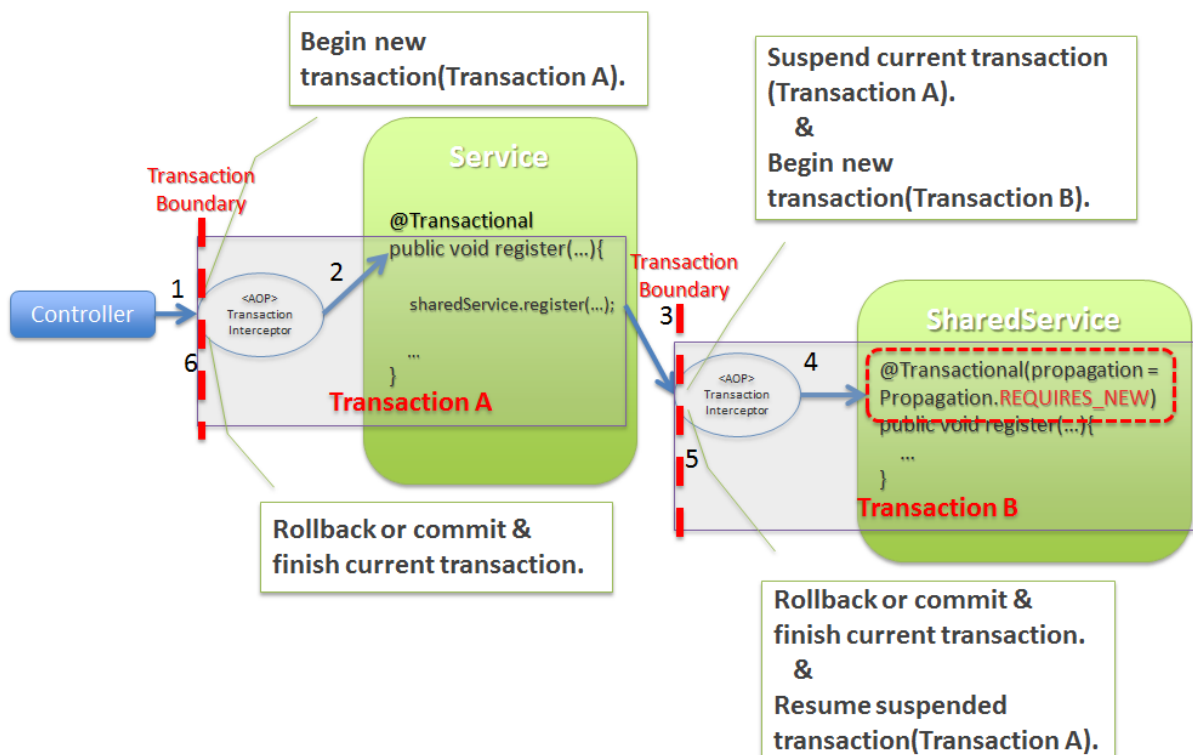 Begin new
transaction(Transaction A).
Suspend current transaction
(Transaction A).
&
Begin new
transaction(Transaction B).
Service
Transaction
Boundary
@Transactional
public void register(...){
sharedService.register(...);
...
}
Transaction A
1
2
Controller
<AOP>
Transaction
Interceptor
6
Transaction
Boundary
3
SharedService
<AOP>
Transaction
Interceptor
4
@Transactional(propagation =
Propagation.REQUIRES_NEW)
public void register(...){
...
}
Transaction B
5
Rollback or commit &
finish current transaction.
Rollback or commit &
finish current transaction.
&
Resume suspended
transaction(Transaction A).